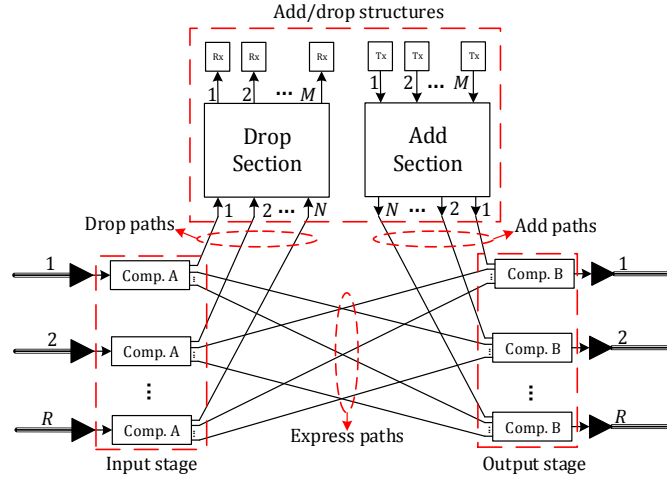 Add/drop structures
Rx Rx Rx Tx Tx Tx
1 2 ... M 1 2 ... M
Drop Section
Add Section
1 2 ... N N ... 2 1
Drop paths
Add paths
1 Comp. A Comp. B 1
2 Comp. A Comp. B 2
... ...
R Comp. A Comp. B R
Express paths
Input stage Output stage